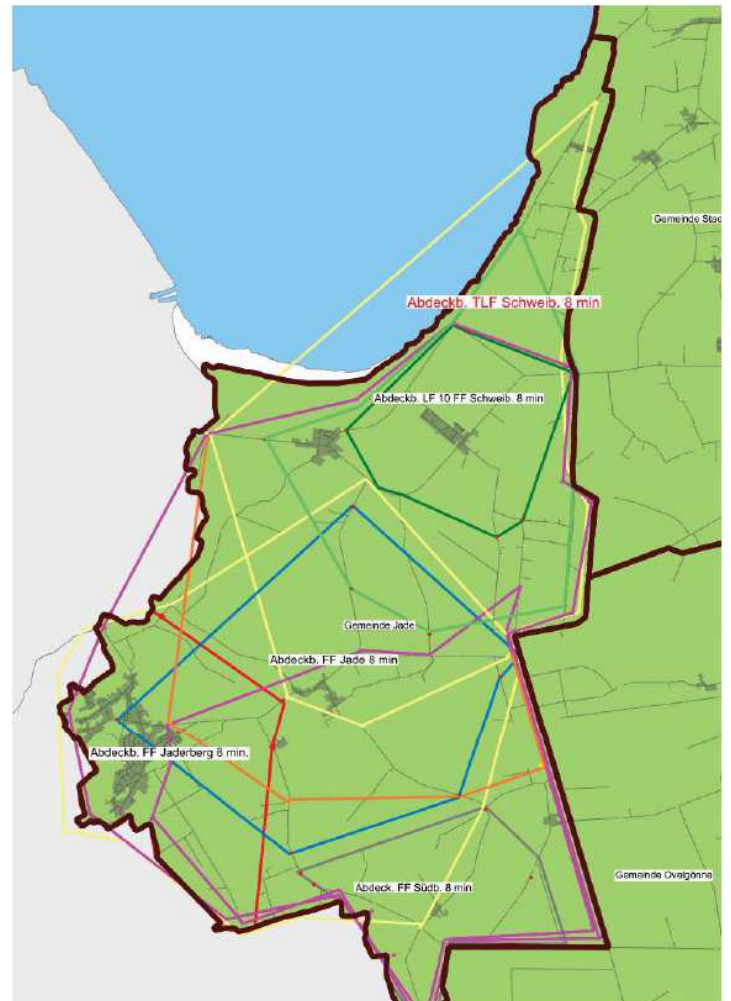 Gemeinde Stad
Abdeckb. TLF Schweib. 8 min
Abdeckb. LF 10 FF Schweib. 8 min
Gemeinde Jade
Abdeckb. FF Jade 8 min
Abdeckb. FF Jaderberg 8 min.
Gemeinde Ovelgönne
Abdeck. FF Südb. 8 min